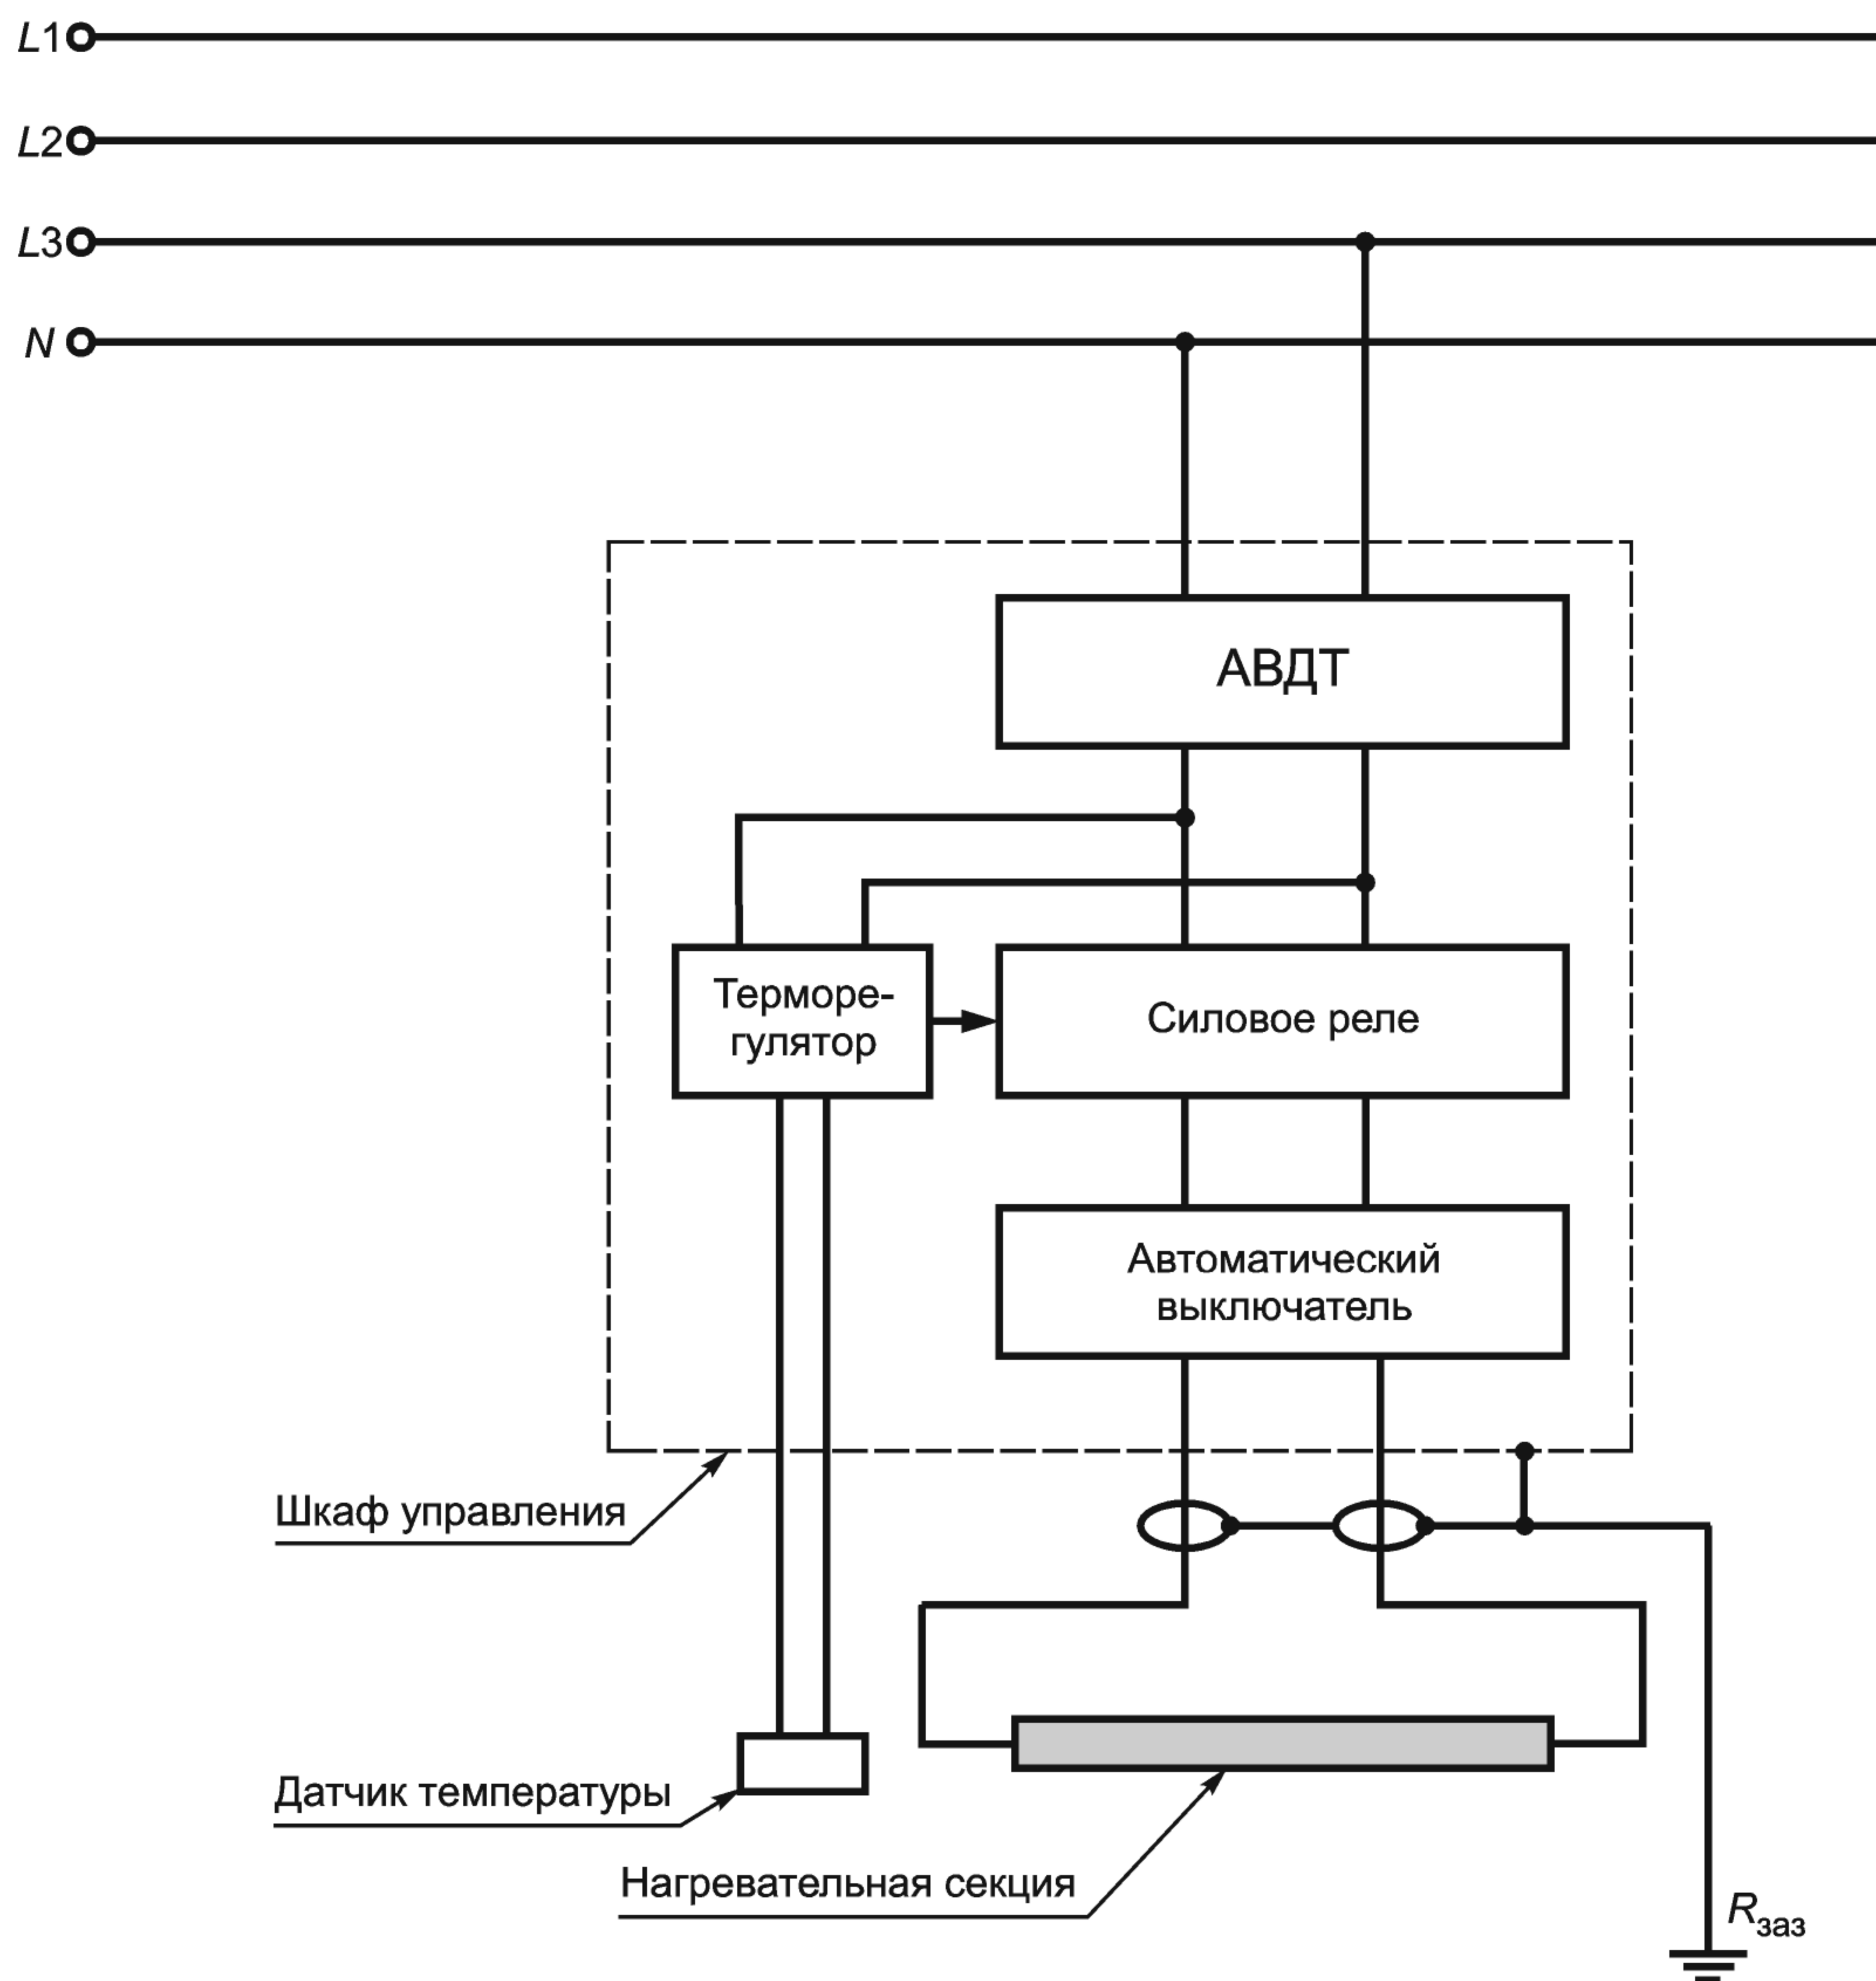 L1
L2
L3
N
АВДТ
Терморе-
гулятор
Силовое реле
Автоматический
выключатель
Шкаф управления
Датчик температуры
Нагревательная секция
Rзаз